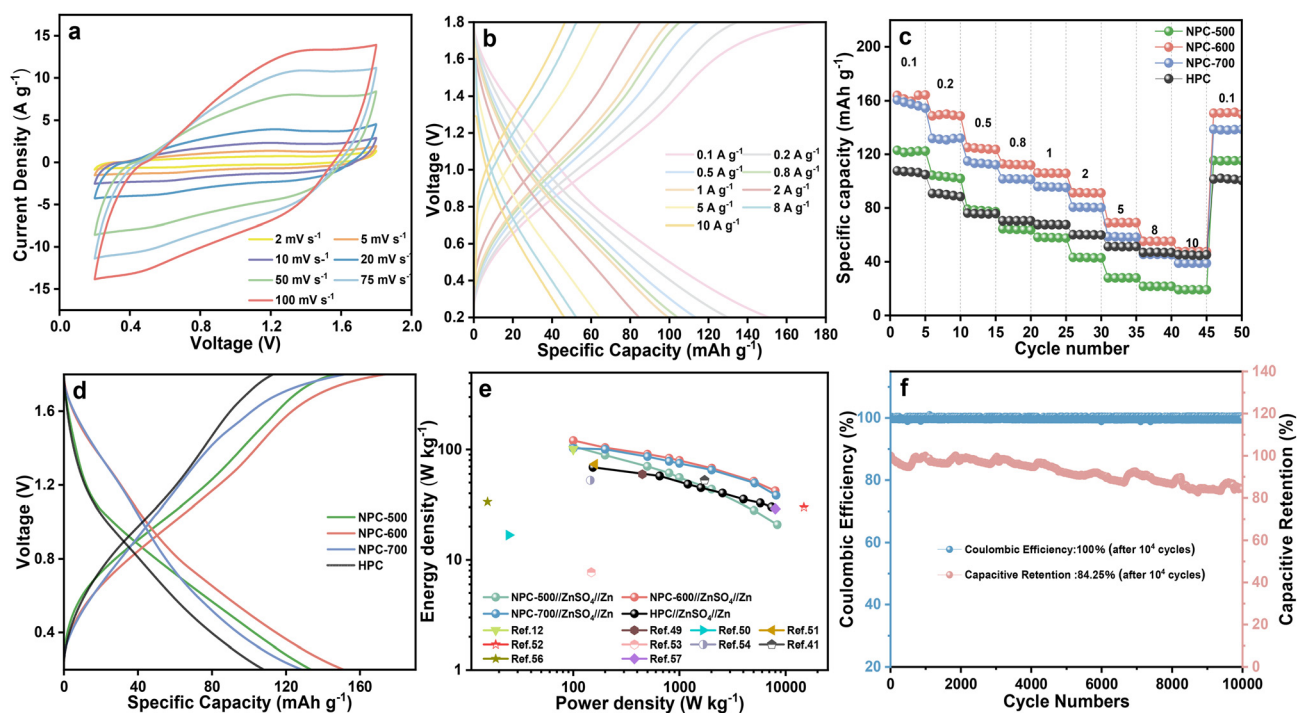 a
Current Density (A g-1)
15
10
5
0
-5
-10
-15
2 mV s-1
5 mV s-1
10 mV s-1
20 mV s-1
50 mV s-1
75 mV s-1
100 mV s-1
0.0 0.4 0.8 1.2 1.6 2.0
Voltage (V)
b
Voltage (V)
1.8
1.6
1.4
1.2
1.0
0.8
0.6
0.4
0.2
0.1 A g-1
0.2 A g-1
0.5 A g-1
0.8 A g-1
1 A g-1
2 A g-1
5 A g-1
8 A g-1
10 A g-1
0 20 40 60 80 100 120 140 160 180
Specific Capacity (mAh g-1)
c
Specific capacity (mAh g-1)
200
160
120
80
40
0
NPC-500
NPC-600
NPC-700
HPC
0.1
0.2
0.5
0.8
1
2
5
8
10
0.1
0 5 10 15 20 25 30 35 40 45 50
Cycle number
d
Voltage (V)
1.6
1.2
0.8
0.4
NPC-500
NPC-600
NPC-700
HPC
0 40 80 120 160
Specific Capacity (mAh g-1)
e
Energy density (W kg-1)
100
10
1
NPC-500//ZnSO4//Zn
NPC-600//ZnSO4//Zn
NPC-700//ZnSO4//Zn
HPC//ZnSO4//Zn
Ref.12
Ref.49
Ref.50
Ref.51
Ref.52
Ref.53
Ref.54
Ref.41
Ref.56
Ref.57
100 1000 10000
Power density (W kg-1)
f
Coulombic Efficiency (%)
100
80
60
40
20
Coulombic Efficiency:100% (after 104 cycles)
Capacitive Retention :84.25% (after 104 cycles)
0 2000 4000 6000 8000 10000
Cycle Numbers
140
120
100
80
60
40
20
0
Capacitive Retention (%)